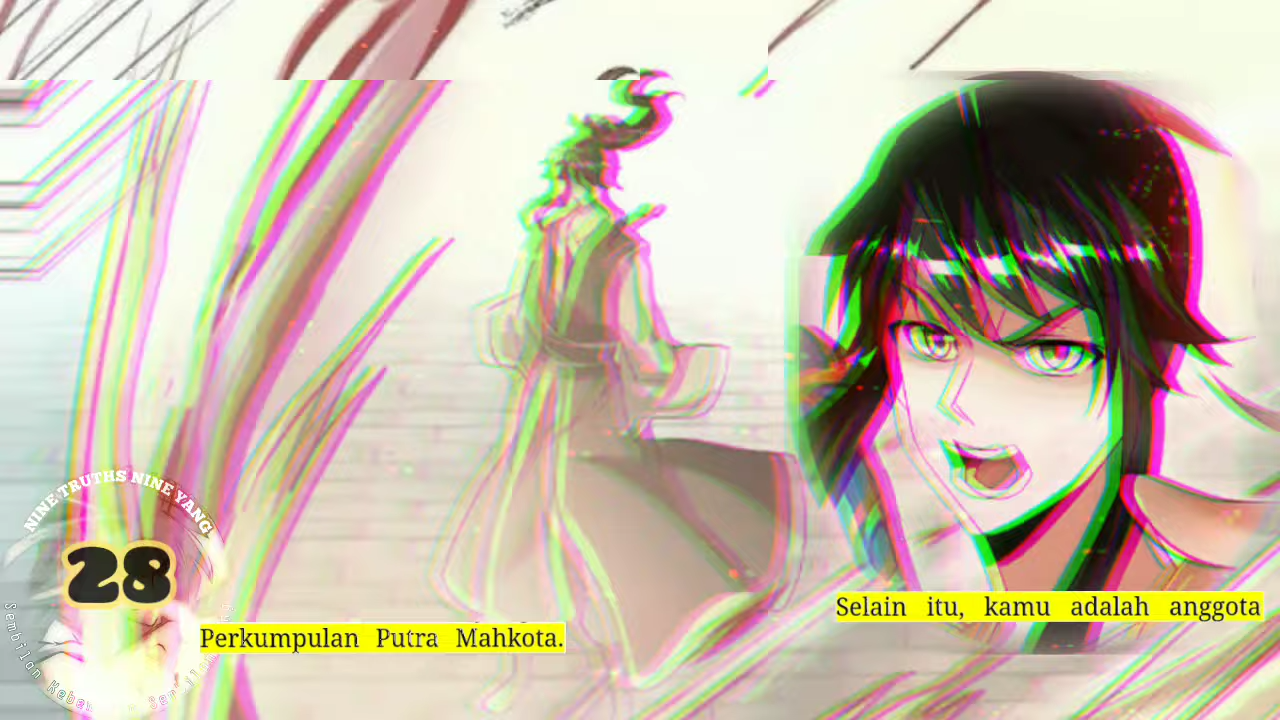 Selain itu, kamu adalah anggota
Perkumpulan Putra Mahkota.
NINE TRUTHS NINE YANG
28
Sembilan